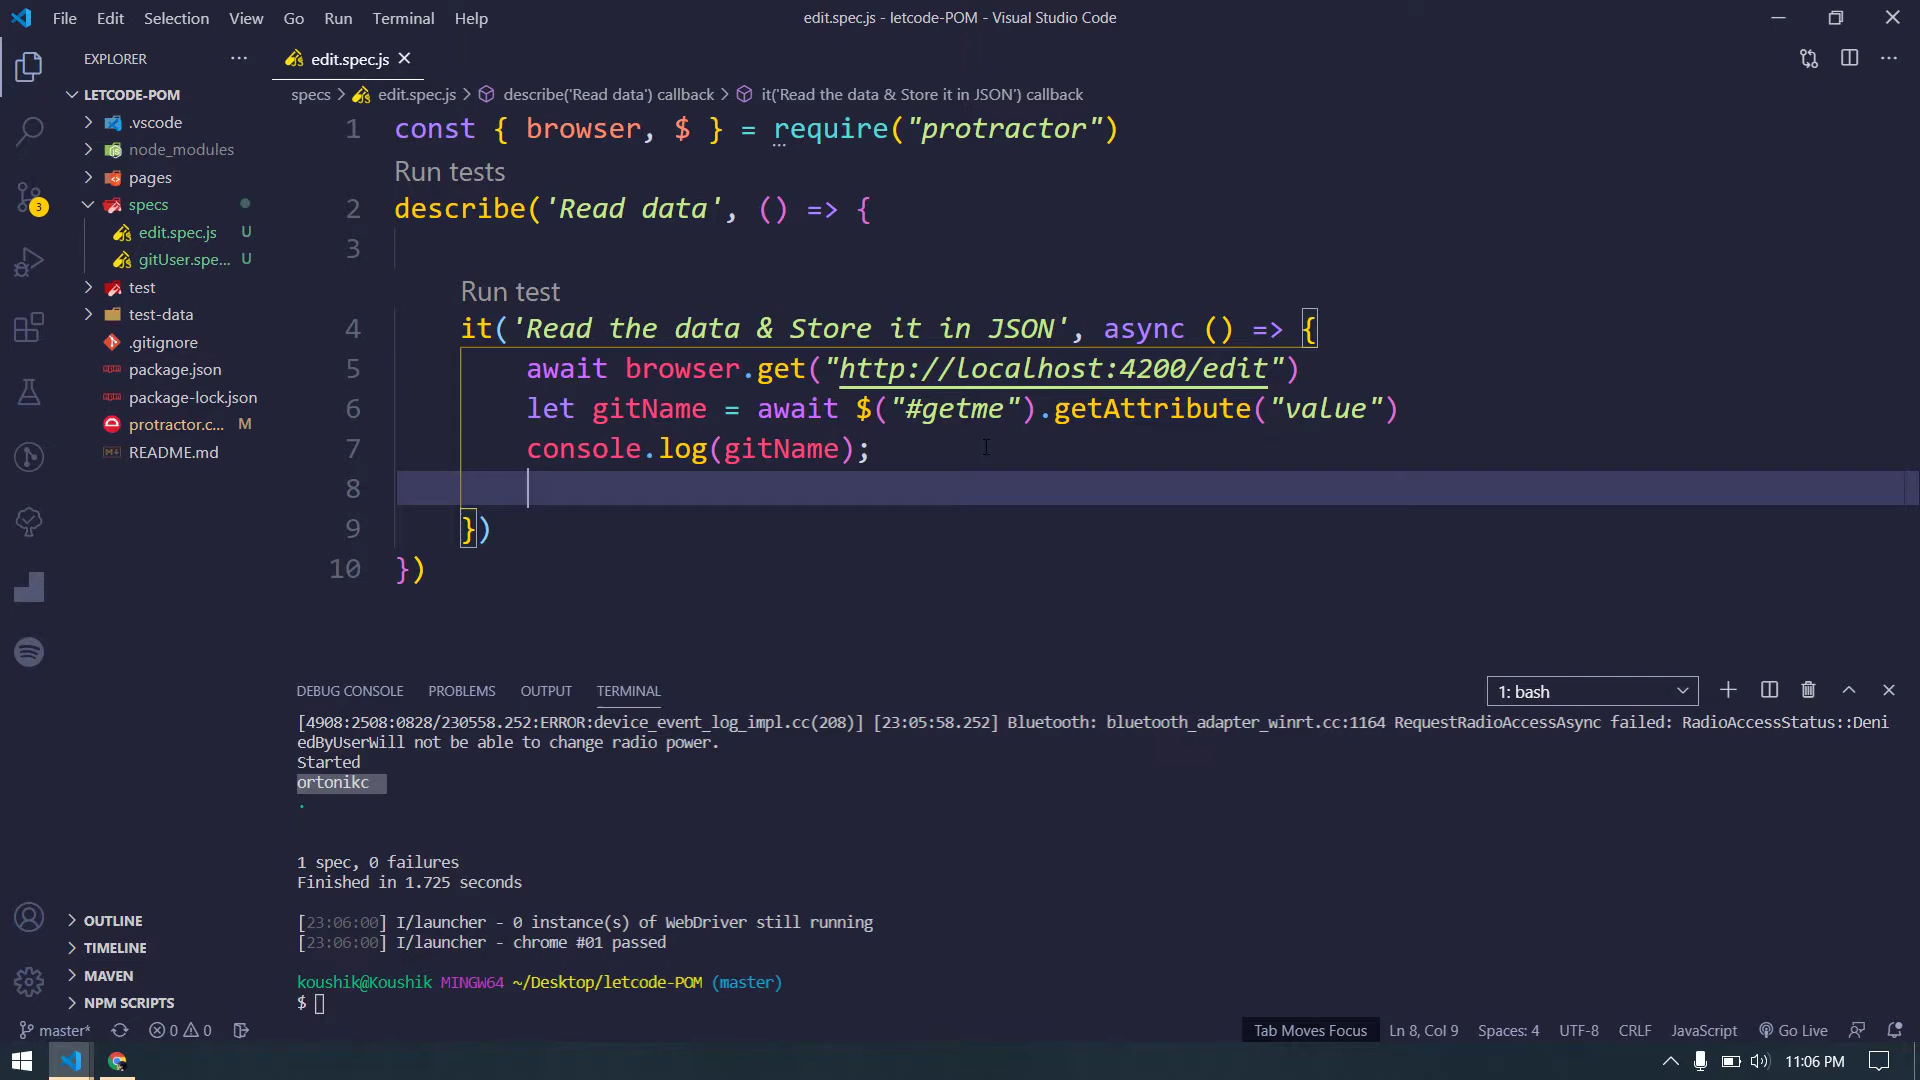 File Edit Selection View Go Run Terminal Help
edit.spec.js - letcode-POM - Visual Studio Code
EXPLORER
LETCODE-POM
.vscode
node_modules
pages
specs
edit.spec.js U
gitUser.spe... U
test
test-data
.gitignore
package.json
package-lock.json
protractor.c... M
README.md
3
OUTLINE
TIMELINE
MAVEN
NPM SCRIPTS
edit.spec.js
specs > edit.spec.js > describe('Read data') callback > it('Read the data & Store it in JSON') callback
1 const { browser, $ } = require("protractor")
Run tests
2 describe('Read data', () => {
3
Run test
4 it('Read the data & Store it in JSON', async () => {
5 await browser.get("http://localhost:4200/edit")
6 let gitName = await $("#getme").getAttribute("value")
7 console.log(gitName);
8
9 })
10 })
DEBUG CONSOLE PROBLEMS OUTPUT TERMINAL
1: bash
[4908:2508:0828/230558.252:ERROR:device_event_log_impl.cc(208)] [23:05:58.252] Bluetooth: bluetooth_adapter_winrt.cc:1164 RequestRadioAccessAsync failed: RadioAccessStatus::Deni
edByUserWill not be able to change radio power.
Started
ortonikc
.
1 spec, 0 failures
Finished in 1.725 seconds
[23:06:00] I/launcher - 0 instance(s) of WebDriver still running
[23:06:00] I/launcher - chrome #01 passed
koushik@Koushik MINGW64 ~/Desktop/letcode-POM (master)
$
master* 0 0
Tab Moves Focus Ln 8, Col 9 Spaces: 4 UTF-8 CRLF JavaScript Go Live
11:06 PM